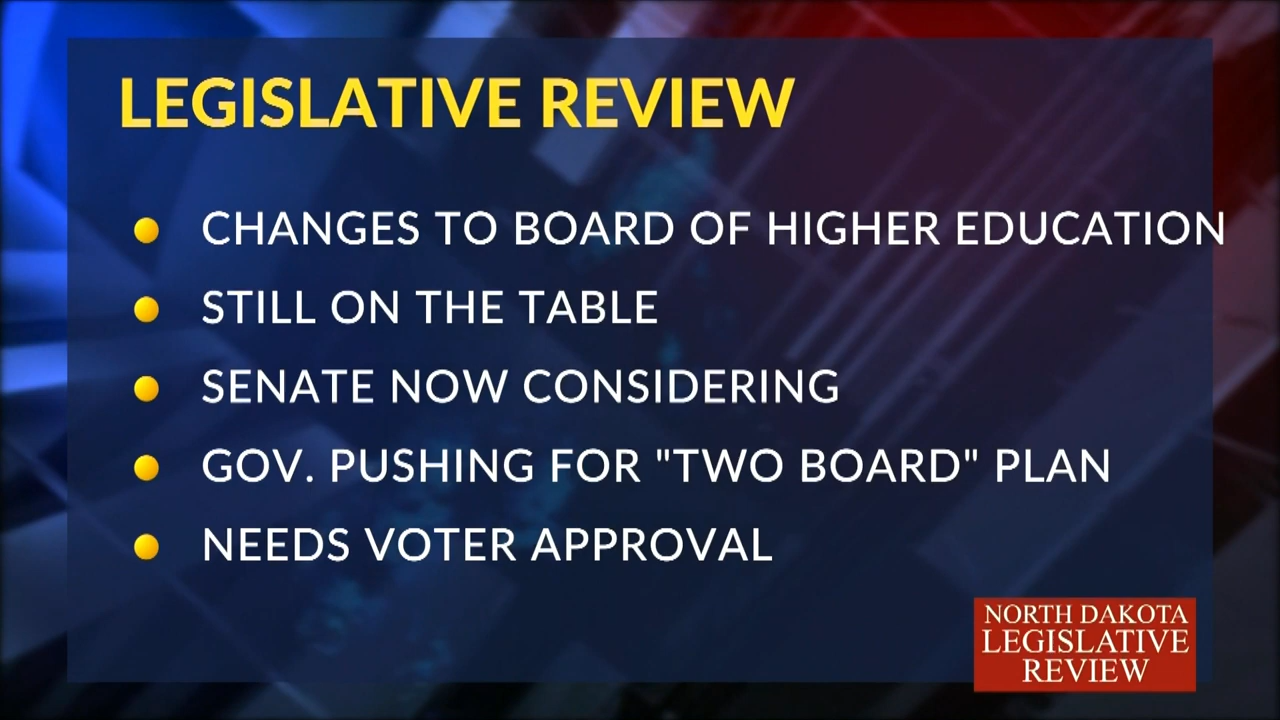 LEGISLATIVE REVIEW
CHANGES TO BOARD OF HIGHER EDUCATION
STILL ON THE TABLE
SENATE NOW CONSIDERING
GOV. PUSHING FOR "TWO BOARD" PLAN
NEEDS VOTER APPROVAL
NORTH DAKOTA
LEGISLATIVE
REVIEW